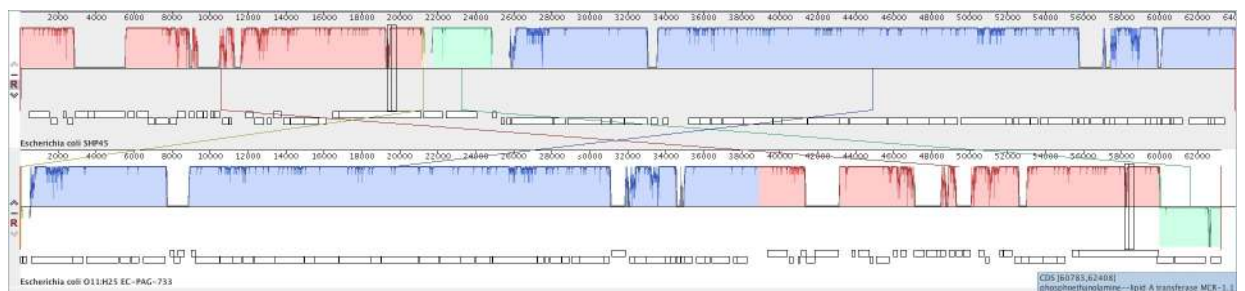 2000 4000 6000 8000 10000 12000 14000 16000 18000 20000 22000 24000 26000 28000 30000 32000 34000 36000 38000 40000 42000 44000 46000 48000 50000 52000 54000 56000 58000 60000 62000 640
R
Escherichia coli SHP45
2000 4000 6000 8000 10000 12000 14000 16000 18000 20000 22000 24000 26000 28000 30000 32000 34000 36000 38000 40000 42000 44000 46000 48000 50000 52000 54000 56000 58000 60000 62000
R
Escherichia coli O11:H25 EC-PAG-733
CDS [60783,62408]
phosphoethanolamine--lipid A transferase MCR-1.1